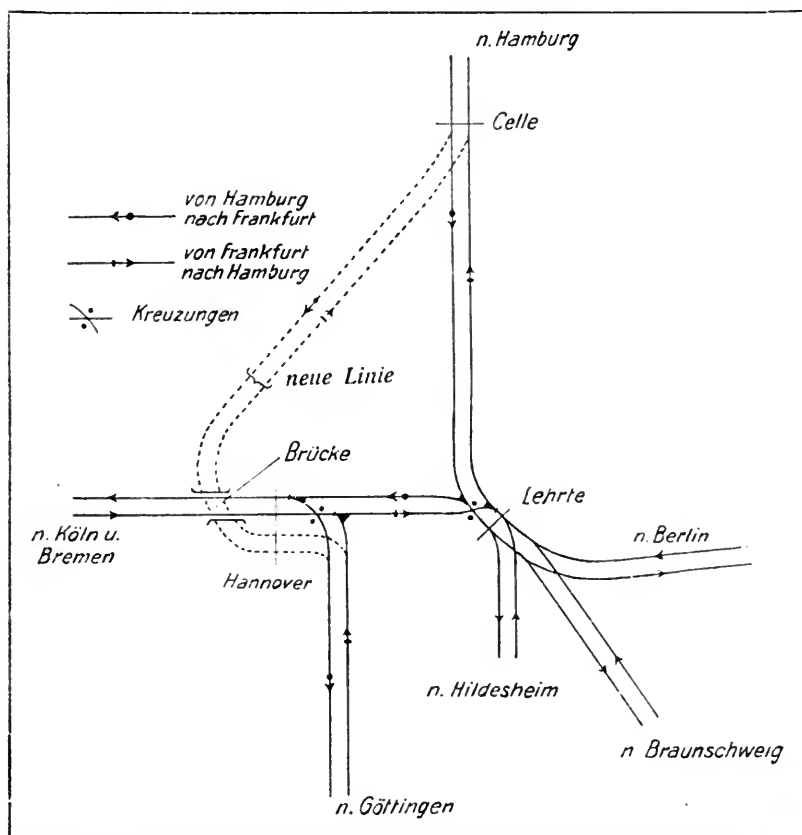 n. Hamburg
Celle
von Hamburg
nach Frankfurt
von Frankfurt
nach Hamburg
Kreuzungen
neue Linie
Brücke
Lehrte
n. Köln u.
Bremen
n. Berlin
Hannover
n. Hildesheim
n Braunschweig
n. Göttingen